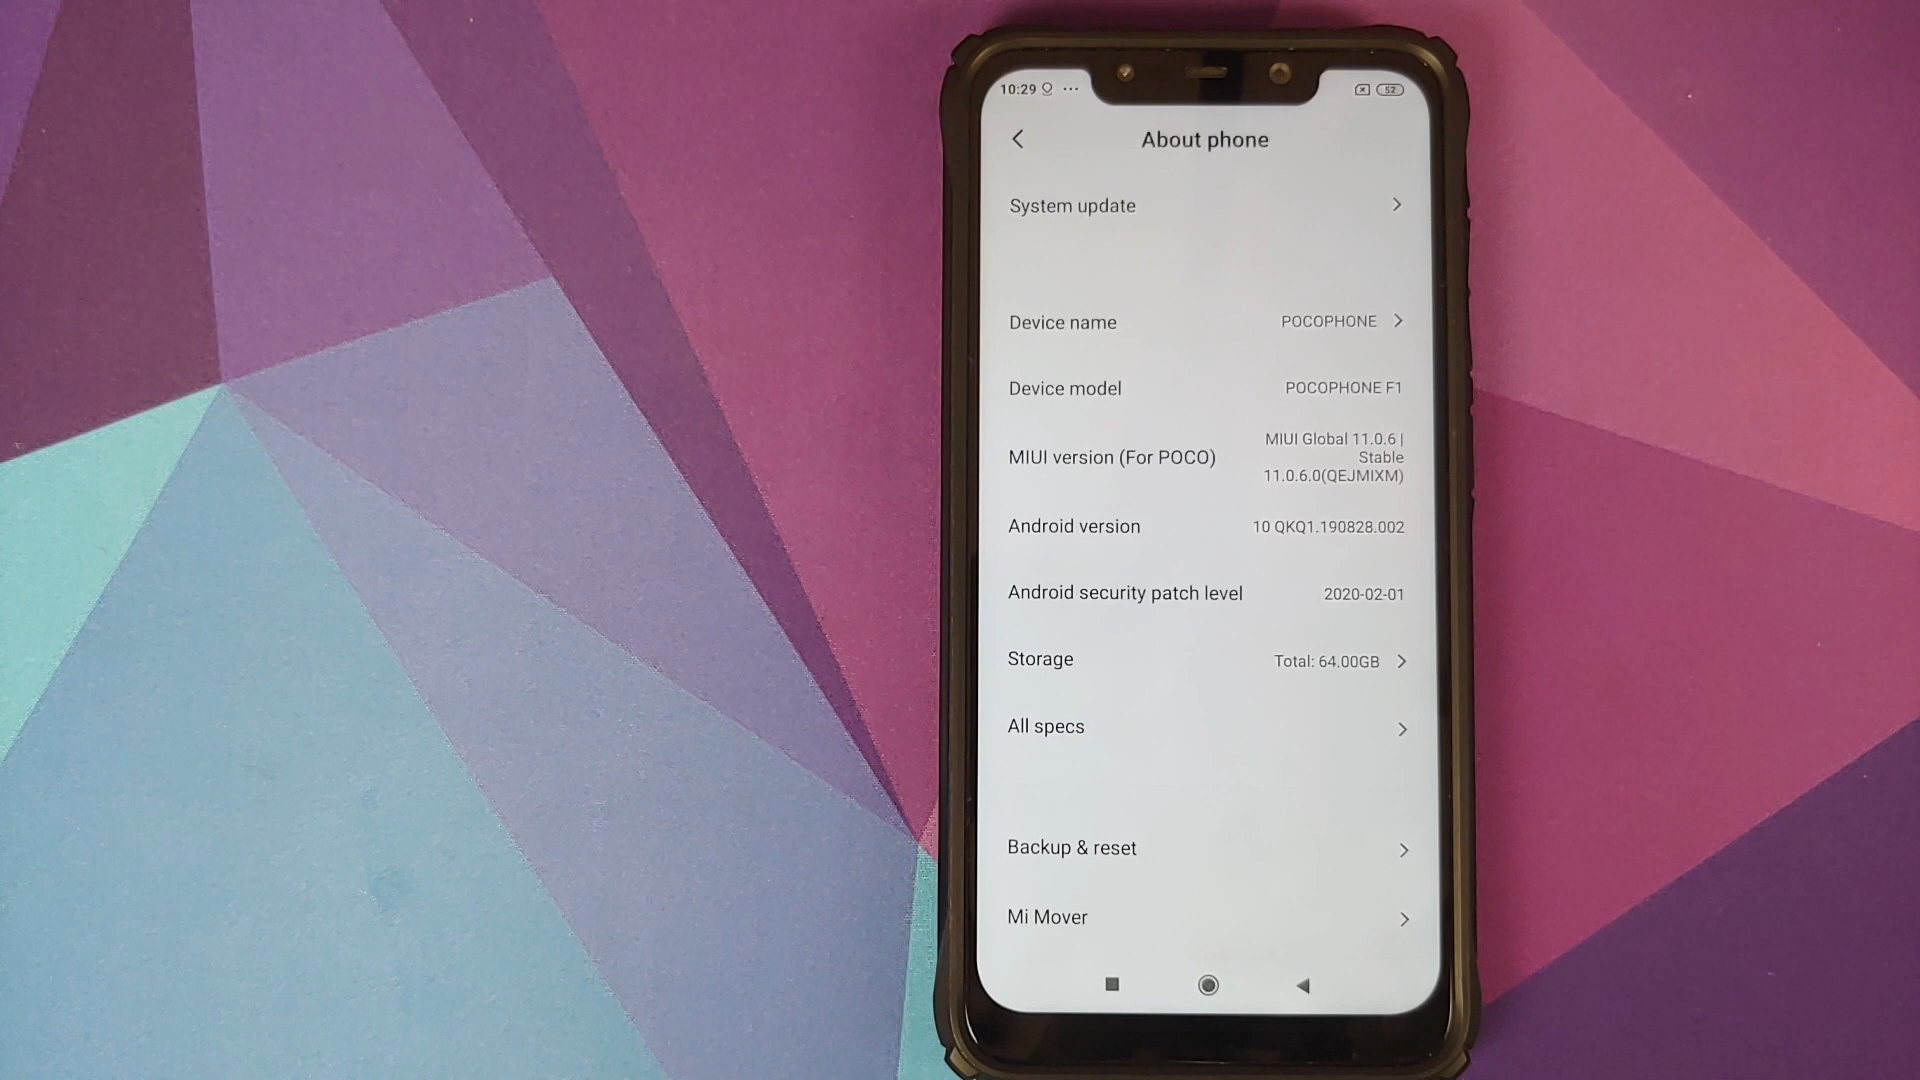 10:29 ... 52
About phone
System update
Device name POCOPHONE
Device model POCOPHONE F1
MIUI version (For POCO) MIUI Global 11.0.6 |
Stable
11.0.6.0(QEJMIXM)
Android version 10 QKQ1.190828.002
Android security patch level 2020-02-01
Storage Total: 64.00GB
All specs
Backup & reset
Mi Mover